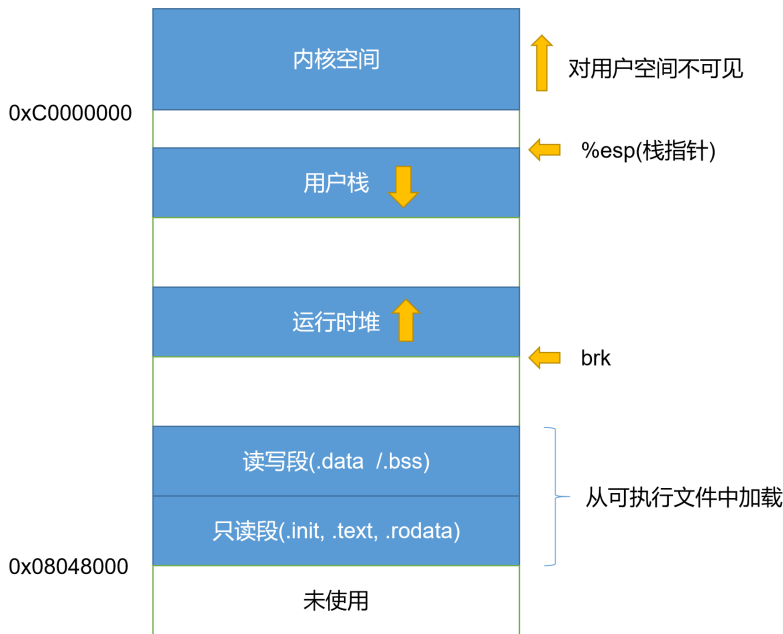 内核空间
对用户空间不可见
0xC0000000
%esp(栈指针)
用户栈
运行时堆
brk
读写段(.data /.bss)
从可执行文件中加载
只读段(.init, .text, .rodata)
0x08048000
未使用